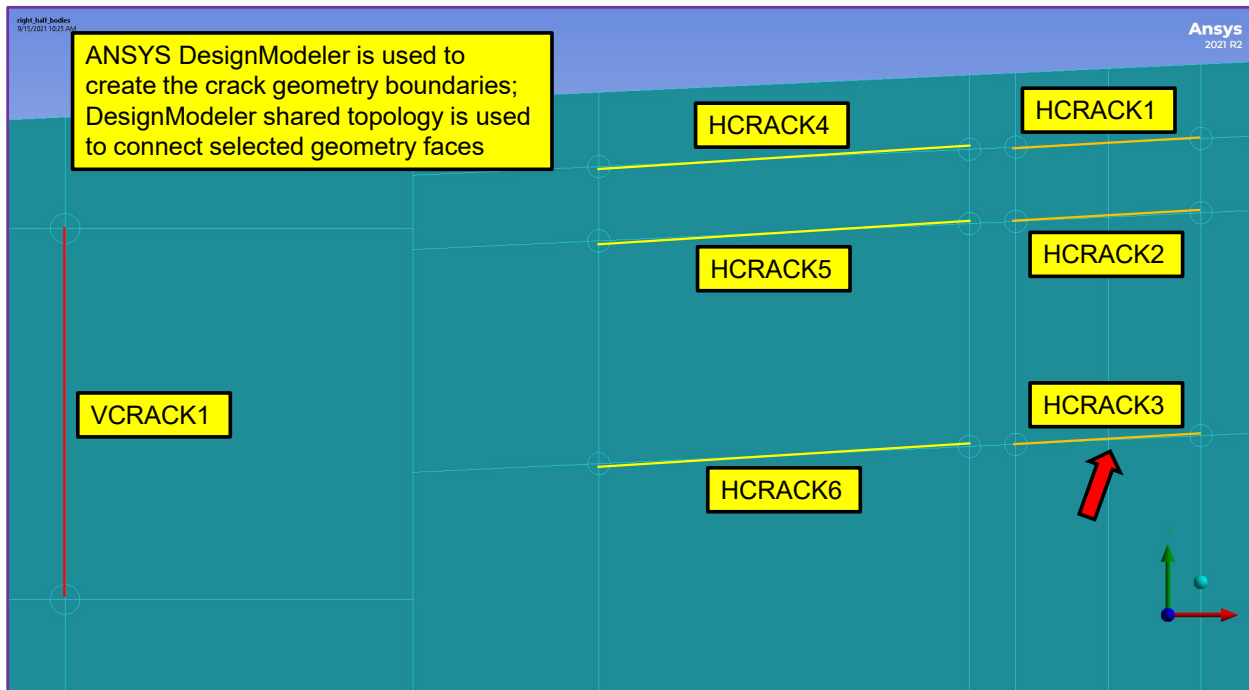 right_half_bodies
9/15/2021 10:25 AM
Ansys
2021 R2
ANSYS DesignModeler is used to
create the crack geometry boundaries;
DesignModeler shared topology is used
to connect selected geometry faces
HCRACK4
HCRACK1
HCRACK5
HCRACK2
VCRACK1
HCRACK3
HCRACK6